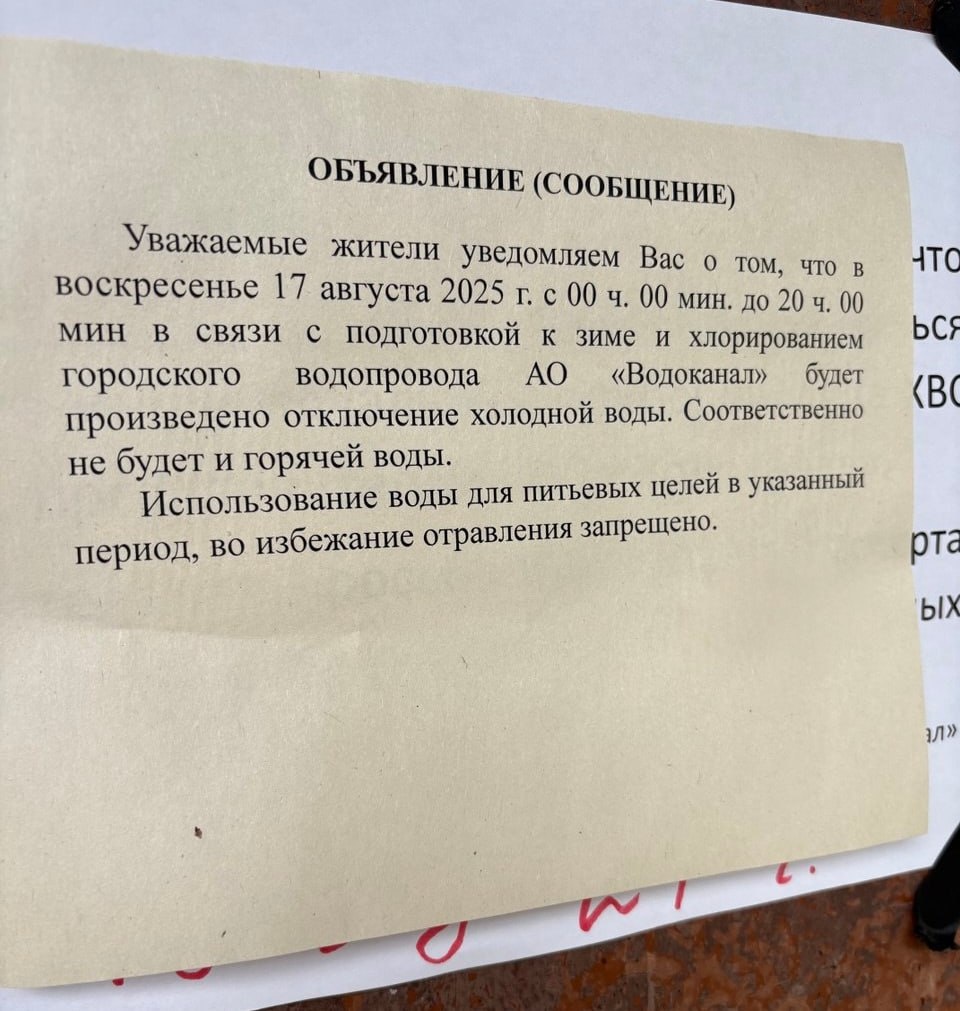 ОБЪЯВЛЕНИЕ (СООБЩЕНИЕ)
Уважаемые жители уведомляем Вас о том, что в
воскресенье 17 августа 2025 г. с 00 ч. 00 мин. до 20 ч. 00
мин в связи с подготовкой к зиме и хлорированием
городского водопровода АО «Водоканал» будет
произведено отключение холодной воды. Соответственно
не будет и горячей воды.
Использование воды для питьевых целей в указанный
период, во избежание отравления запрещено.
что